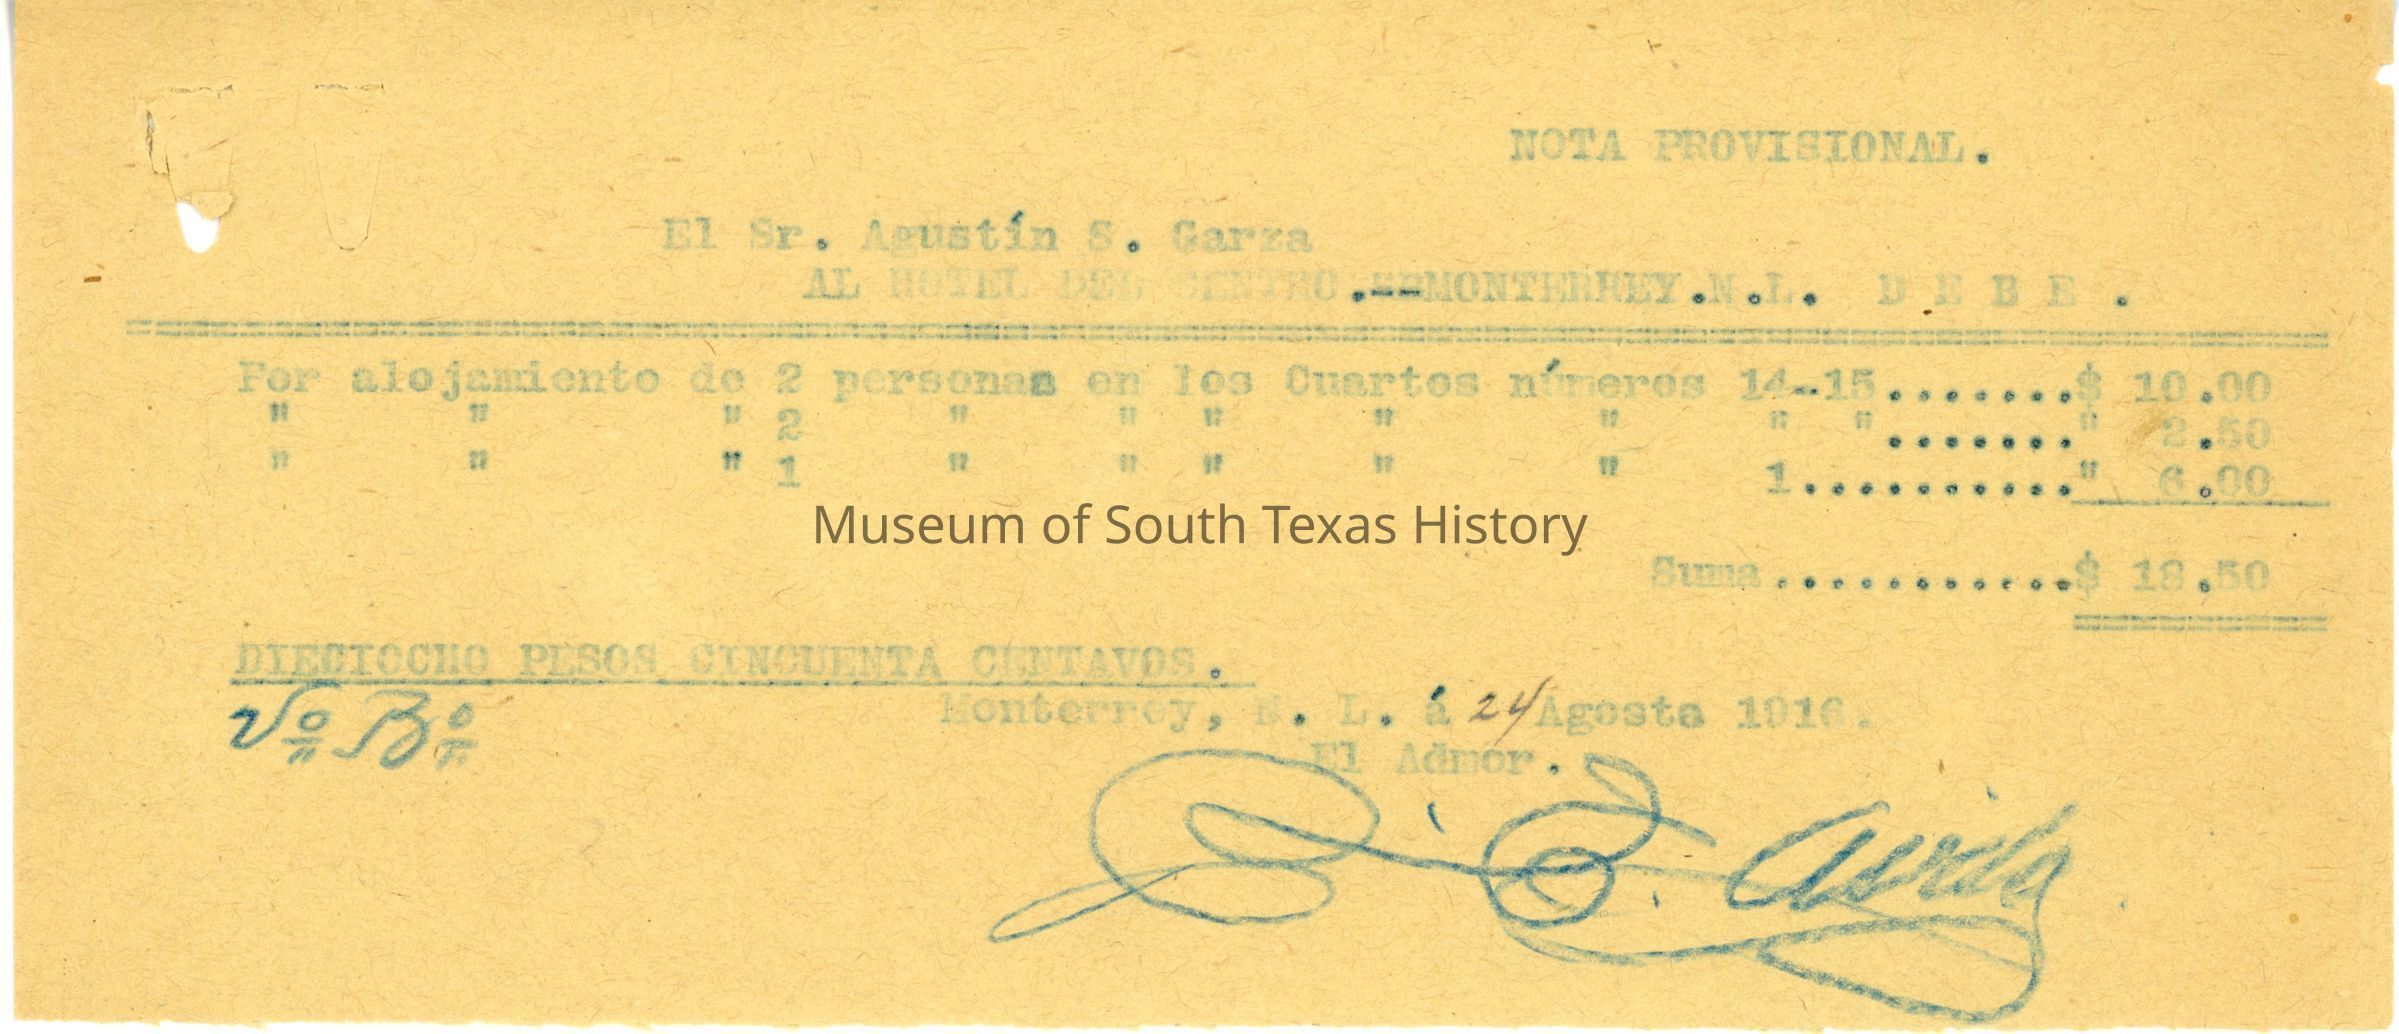 NOTA PROVISIONAL.
El Sr. Agustín S. Garza
AL HOTEL DEL CENTRO.--MONTERREY.N.L. D E B E .
Por alojamiento de 2 personas en los Cuartos números 14-15.......$ 10.00
" " " 2 " " " " " " " ......." 2.50
" " " 1 " " " " " 1..........." 6.00
Museum of South Texas History
Suma............$ 18.50
DIECIOCHO PESOS CINCUENTA CENTAVOS.
Monterrey, N. L. á 24 Agosta 1916.
Vo Bo
El Admor.